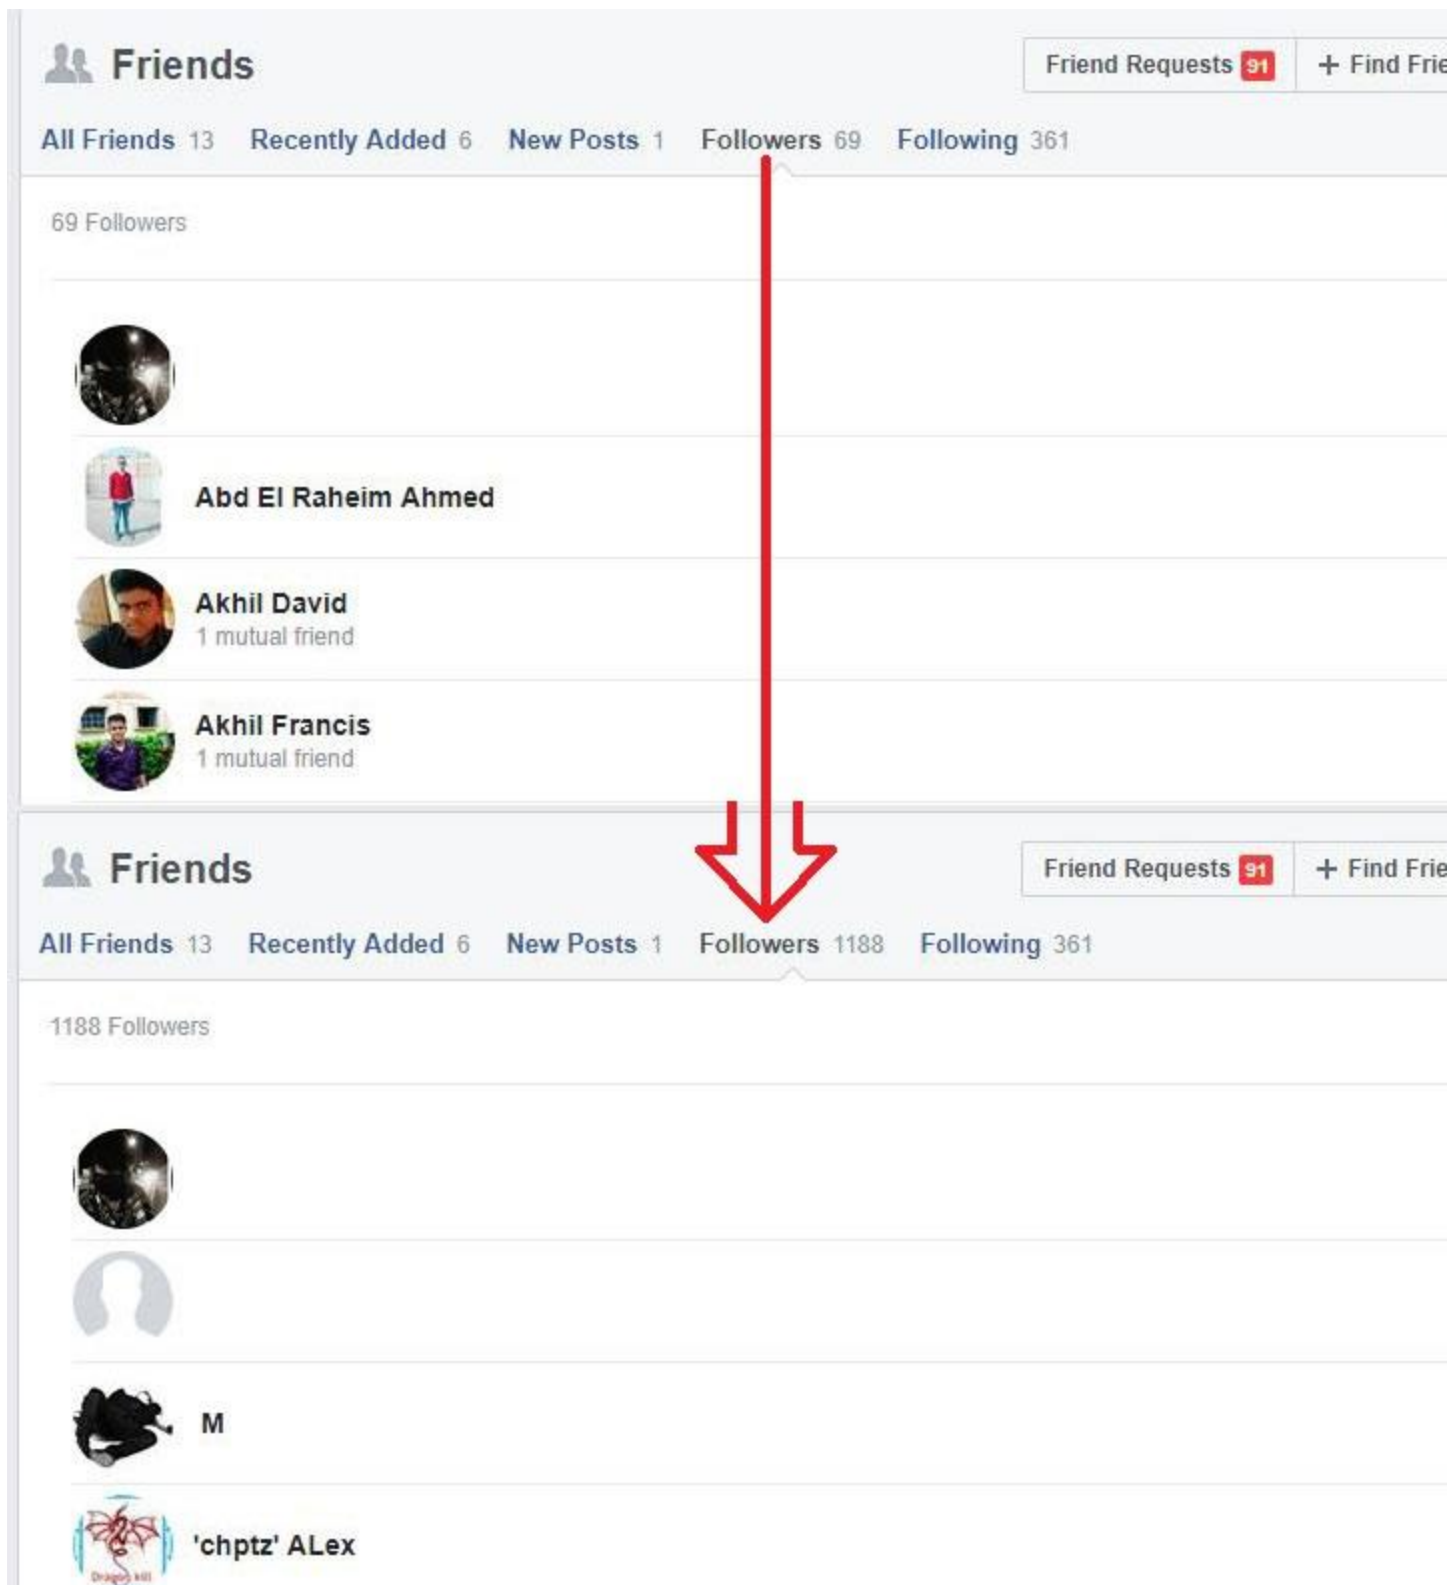 Friends
Friend Requests 91
+ Find Frie
All Friends 13 Recently Added 6 New Posts 1 Followers 69 Following 361
69 Followers
Abd El Raheim Ahmed
Akhil David
1 mutual friend
Akhil Francis
1 mutual friend
Friends
Friend Requests 91
+ Find Frie
All Friends 13 Recently Added 6 New Posts 1 Followers 1188 Following 361
1188 Followers
M
'chptz' ALex
Dragon kill